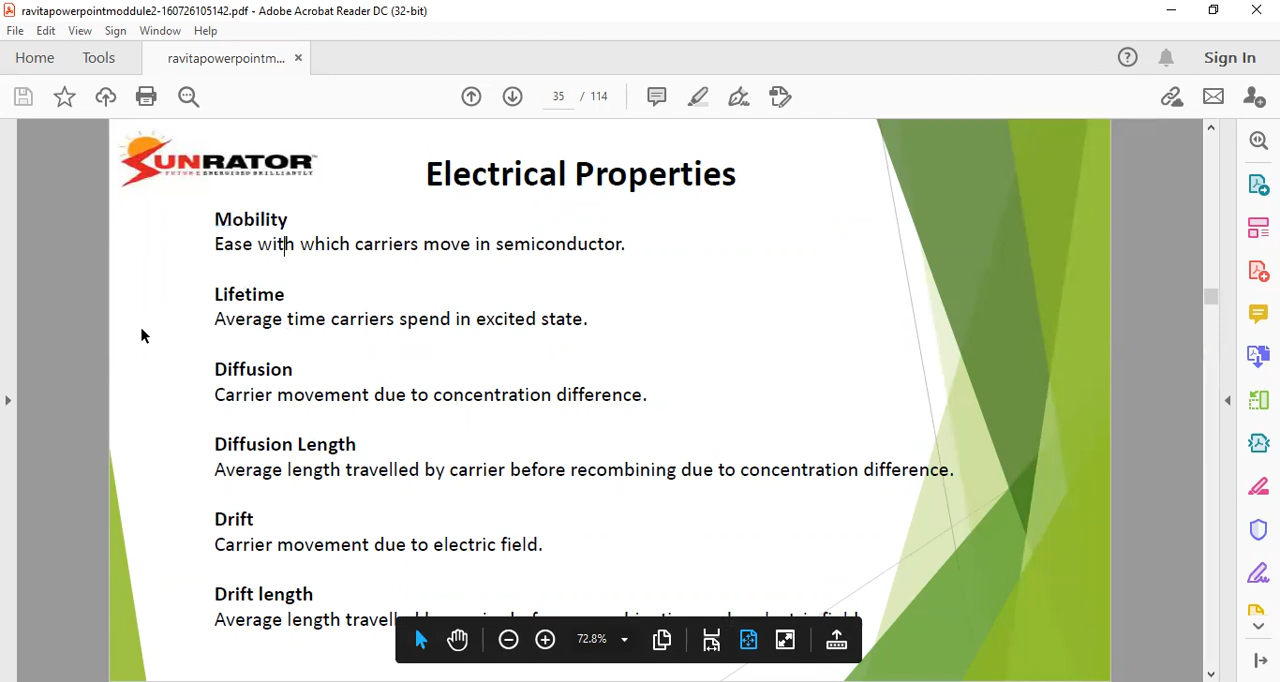 ravitapowerpointmoddule2-160726105142.pdf - Adobe Acrobat Reader DC (32-bit)
File Edit View Sign Window Help
Home Tools ravitapowerpointm... × Sign In
35 / 114
SUNRATOR
FUTURE ENERGISED BRILLIANTLY
Electrical Properties
Mobility
Ease with which carriers move in semiconductor.
Lifetime
Average time carriers spend in excited state.
Diffusion
Carrier movement due to concentration difference.
Diffusion Length
Average length travelled by carrier before recombining due to concentration difference.
Drift
Carrier movement due to electric field.
Drift length
Average length
72.8%